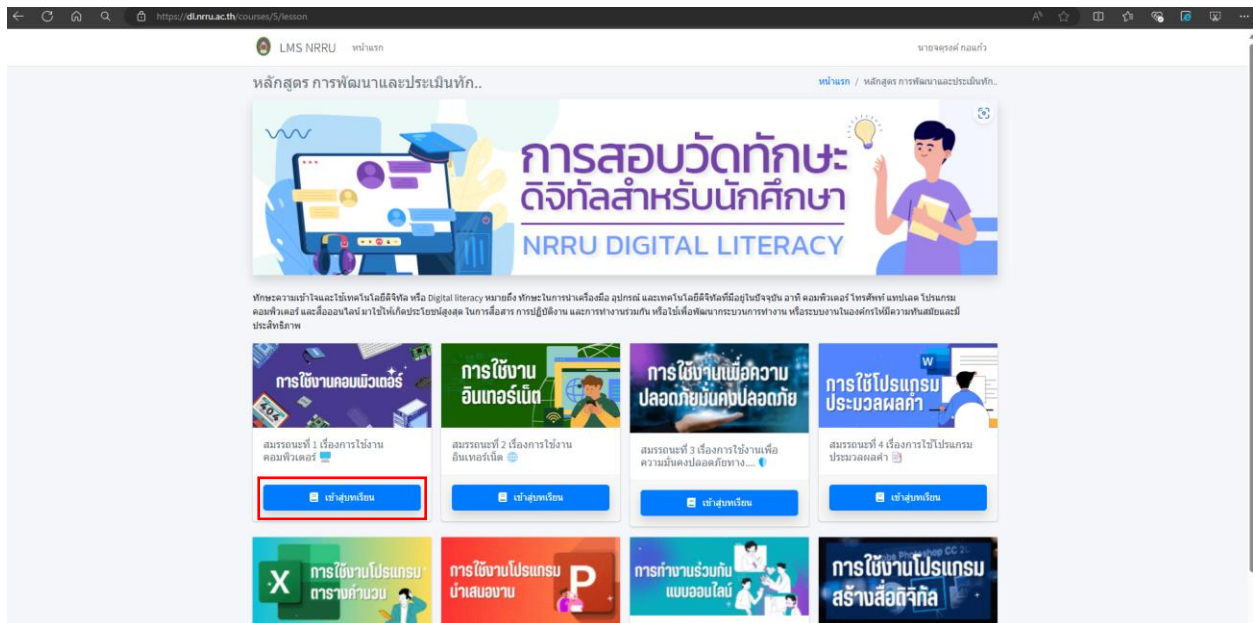 https://dl.nrru.ac.th/courses/5/lesson
LMS NRRU หน้าแรก
นายจตุรงค์ กอแก้ว
หลักสูตร การพัฒนาและประเมินทัก..
หน้าแรก / หลักสูตร การพัฒนาและประเมินทัก..
การสอบวัดทักษะ
ดิจิทัลสำหรับนักศึกษา
NRRU DIGITAL LITERACY
ทักษะความเข้าใจและใช้เทคโนโลยีดิจิทัล หรือ Digital literacy หมายถึง ทักษะในการนำเครื่องมือ อุปกรณ์ และเทคโนโลยีดิจิทัลที่มีอยู่ในปัจจุบัน อาทิ คอมพิวเตอร์ โทรศัพท์ แทปเลต โปรแกรม
คอมพิวเตอร์ และสื่อออนไลน์ มาใช้ให้เกิดประโยชน์สูงสุด ในการสื่อสาร การปฏิบัติงาน และการทำงานร่วมกัน หรือใช้เพื่อพัฒนากระบวนการทำงาน หรือระบบงานในองค์กรให้มีความทันสมัยและมี
ประสิทธิภาพ
การใช้งานคอมพิวเตอร์
404
สมรรถนะที่ 1 เรื่องการใช้งาน
คอมพิวเตอร์
เข้าสู่บทเรียน
การใช้งาน
อินเทอร์เน็ต
สมรรถนะที่ 2 เรื่องการใช้งาน
อินเทอร์เน็ต
เข้าสู่บทเรียน
การใช้งานเพื่อความ
ปลอดภัยมั่นคงปลอดภัย
สมรรถนะที่ 3 เรื่องการใช้งานเพื่อ
ความมั่นคงปลอดภัยทาง....
เข้าสู่บทเรียน
W
การใช้โปรแกรม
ประมวลผลคำ
สมรรถนะที่ 4 เรื่องการใช้โปรแกรม
ประมวลผลคำ
เข้าสู่บทเรียน
X
การใช้งานโปรแกรม
ตารางคำนวน
การใช้งานโปรแกรม
นำเสนองาน
P
การทำงานร่วมกัน
แบบออนไลน์
Adobe Photoshop CC 20
การใช้งานโปรแกรม
สร้างสื่อดิจิทัล